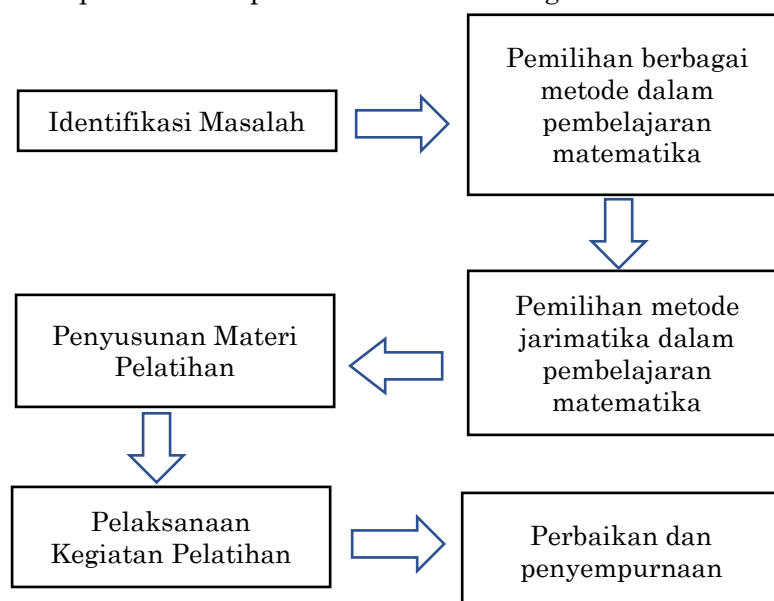 Identifikasi Masalah
Pemilihan berbagai
metode dalam
pembelajaran
matematika
Pemilihan metode
jarimatika dalam
pembelajaran
matematika
Penyusunan Materi
Pelatihan
Pelaksanaan
Kegiatan Pelatihan
Perbaikan dan
penyempurnaan